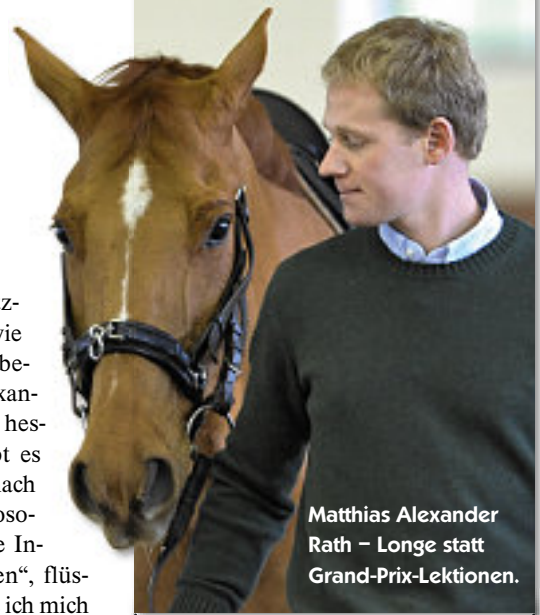 z-
vie
be-
xan-
hes-
ot es
ach
oso-
e In-
en“, flüs-
ich mich
Matthias Alexander
Rath – Longe statt
Grand-Prix-Lektionen.